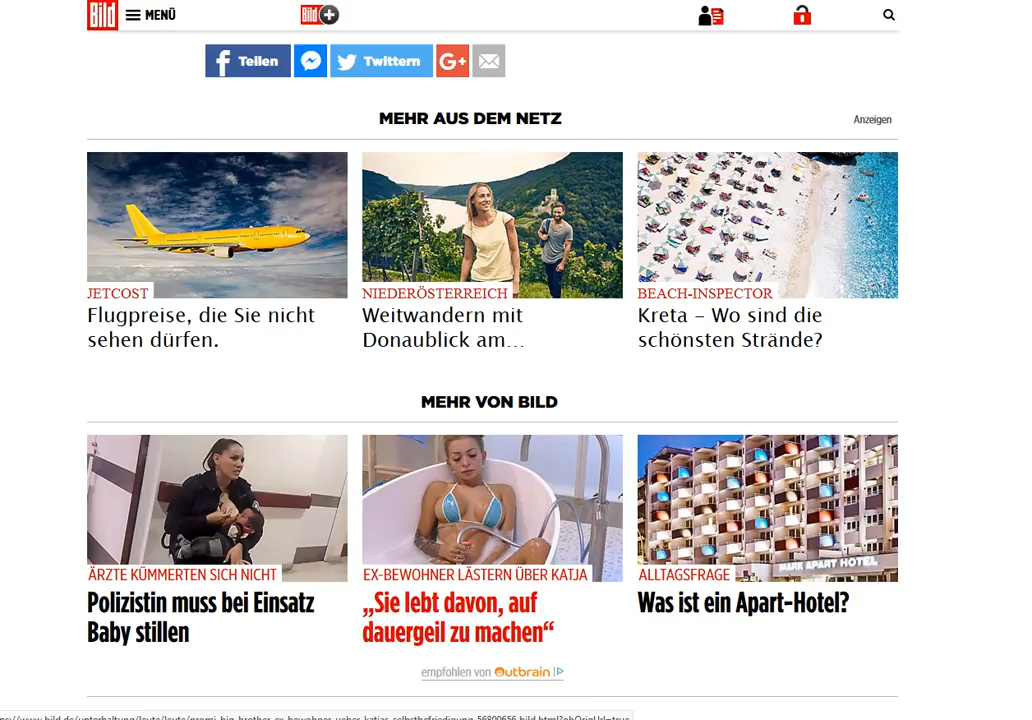 Bild MENÜ Bild+
Teilen Twittern G+
MEHR AUS DEM NETZ
Anzeigen
JETCOST
Flugpreise, die Sie nicht
sehen dürfen.
NIEDERÖSTERREICH
Weitwandern mit
Donaublick am...
BEACH-INSPECTOR
Kreta – Wo sind die
schönsten Strände?
MEHR VON BILD
ÄRZTE KÜMMERTEN SICH NICHT
Polizistin muss bei Einsatz
Baby stillen
EX-BEWOHNER LÄSTERN ÜBER KATJA
„Sie lebt davon, auf
dauergeil zu machen“
MARK APART HOTEL
ALLTAGSFRAGE
Was ist ein Apart-Hotel?
empfohlen von Outbrain